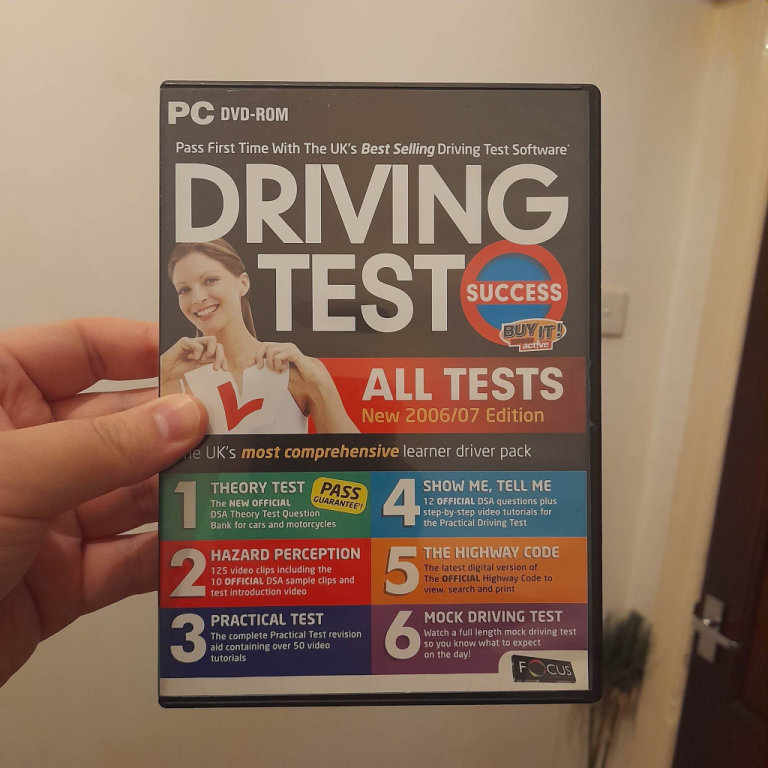 PC DVD-ROM
Pass First Time With The UK's Best Selling Driving Test Software*
DRIVING
TEST
SUCCESS
BUY IT!
active
ALL TESTS
New 2006/07 Edition
The UK's most comprehensive learner driver pack
1 THEORY TEST
The NEW OFFICIAL
DSA Theory Test Question
Bank for cars and motorcycles
PASS
GUARANTEE!
2 HAZARD PERCEPTION
125 video clips including the
10 OFFICIAL DSA sample clips and
test introduction video
3 PRACTICAL TEST
The complete Practical Test revision
aid containing over 50 video
tutorials
4 SHOW ME, TELL ME
12 OFFICIAL DSA questions plus
step-by-step video tutorials for
the Practical Driving Test
5 THE HIGHWAY CODE
The latest digital version of
The OFFICIAL Highway Code to
view, search and print
6 MOCK DRIVING TEST
Watch a full length mock driving test
so you know what to expect
on the day!
FOCUS